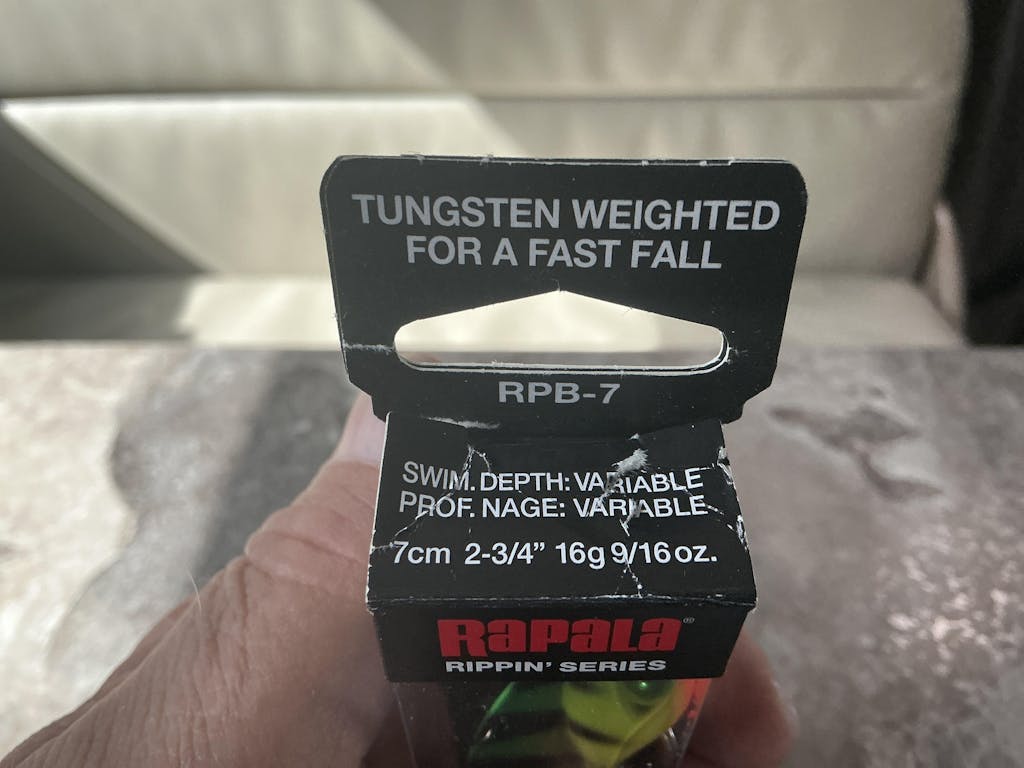 TUNGSTEN WEIGHTED
FOR A FAST FALL
RPB-7
SWIM. DEPTH: VARIABLE
PROF. NAGE: VARIABLE
7cm 2-3/4” 16g 9/16 oz.
RAPALA®
RIPPIN’ SERIES